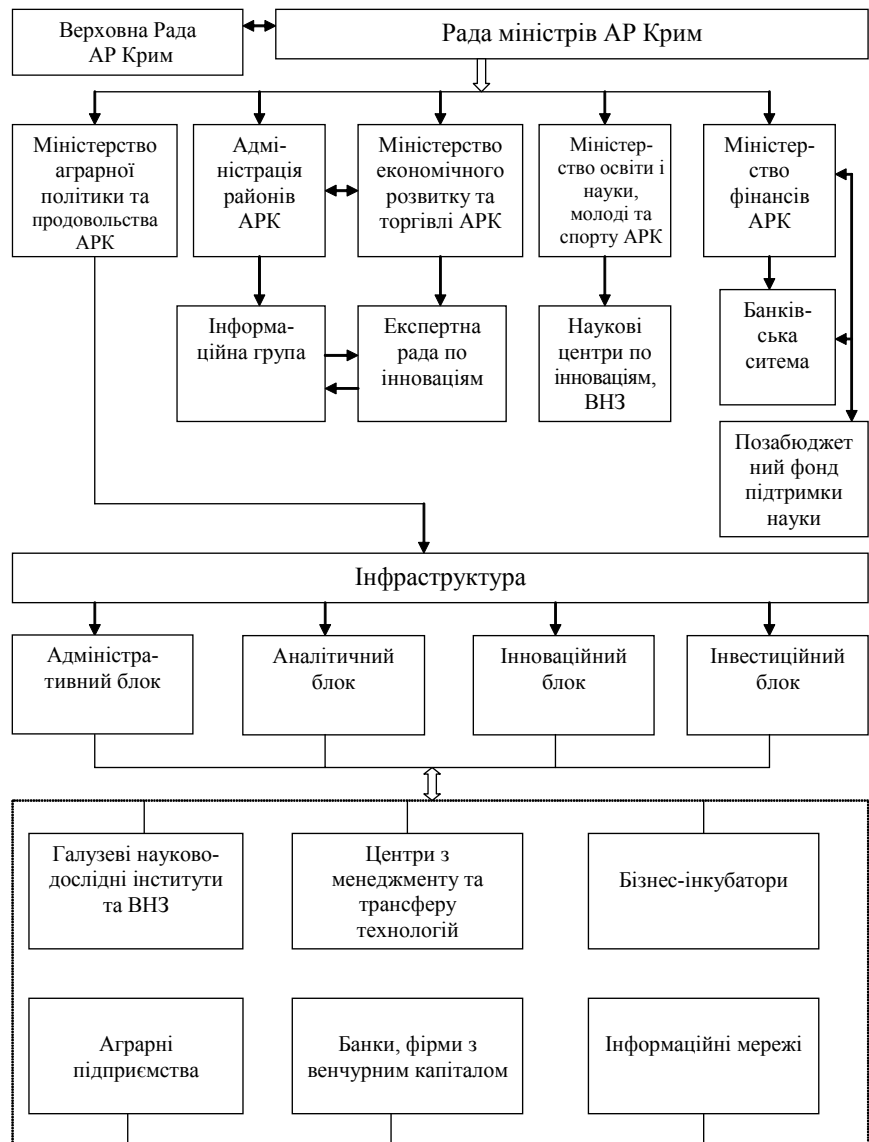 Верховна Рада
АР Крим
Рада міністрів АР Крим
Міністерство
аграрної
політики та
продовольства
АРК
Адмі-
ністрація
районів
АРК
Міністерство
економічного
розвитку та
торгівлі АРК
Міністер-
ство освіти і
науки,
молоді та
спорту АРК
Міністер-
ство
фінансів
АРК
Інформа-
ційна група
Експертна
рада по
інноваціям
Наукові
центри по
інноваціям,
ВНЗ
Банків-
ська
ситема
Позабюджет
ний фонд
підтримки
науки
Інфраструктура
Адміністра-
тивний блок
Аналітичний
блок
Інноваційний
блок
Інвестиційний
блок
Галузеві науково-
дослідні інститути
та ВНЗ
Центри з
менеджменту та
трансферу
технологій
Бізнес-інкубатори
Аграрні
підприємства
Банки, фірми з
венчурним капіталом
Інформаційні мережі